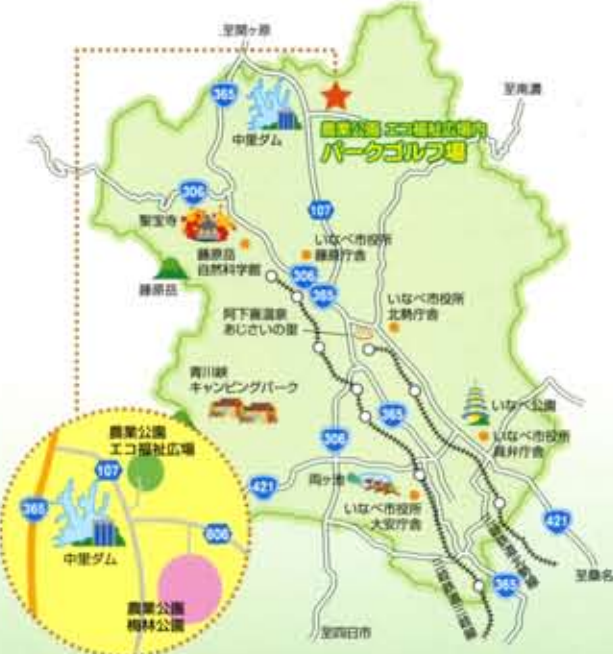 至関ヶ原
365
至南濃
中里ダム
農業公園 エコ福祉広場内
パークゴルフ場
306
107
聖宝寺
いなべ市役所
藤原庁舎
藤原岳
自然科学館
306
藤原岳
365
いなべ市役所
北勢庁舎
阿下喜温泉
あじさいの里
青川峡
キャンピングパーク
365
いなべ公園
いなべ市役所
員弁庁舎
306
421
両ヶ池
いなべ市役所
大安庁舎
421
至桑名
365
至四日市
農業公園
エコ福祉広場
107
365
中里ダム
606
農業公園
梅林公園